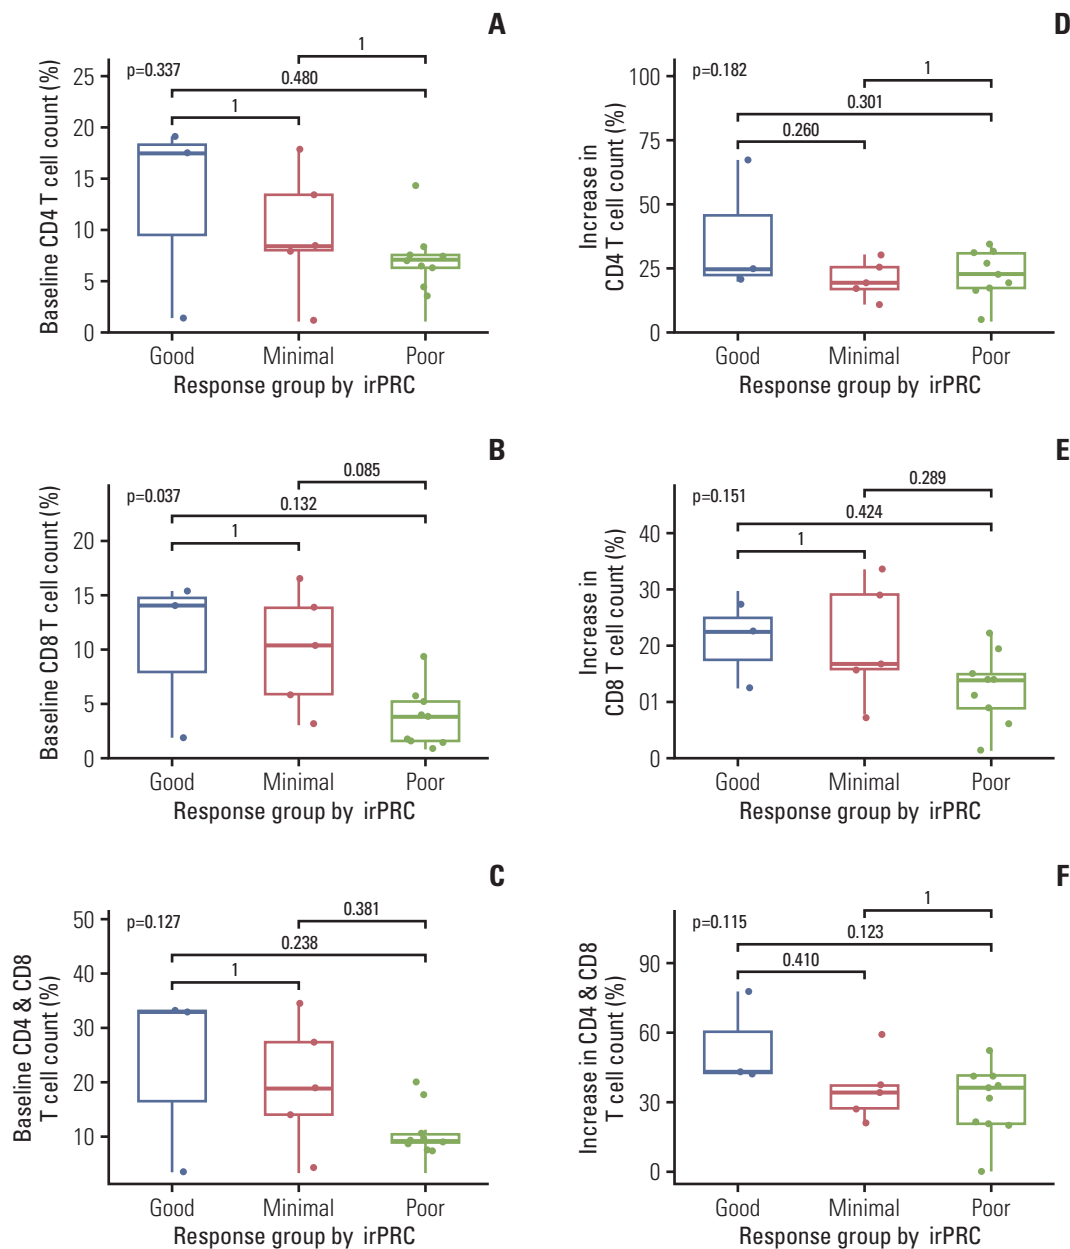 A
Baseline CD4 T cell count (%)
p=0.337
1
0.480
1
25
20
15
10
5
0
Good Minimal Poor
Response group by irPRC
D
Increase in
CD4 T cell count (%)
p=0.182
1
0.301
0.260
100
75
50
25
0
Good Minimal Poor
Response group by irPRC
B
Baseline CD8 T cell count (%)
p=0.037
0.085
0.132
1
20
15
10
5
0
Good Minimal Poor
Response group by irPRC
E
Increase in
CD8 T cell count (%)
p=0.151
0.289
0.424
1
40
30
20
01
0
Good Minimal Poor
Response group by irPRC
C
Baseline CD4 & CD8
T cell count (%)
p=0.127
0.381
0.238
1
50
40
30
20
10
Good Minimal Poor
Response group by irPRC
F
Increase in CD4 & CD8
T cell count (%)
p=0.115
1
0.123
0.410
90
60
30
0
Good Minimal Poor
Response group by irPRC